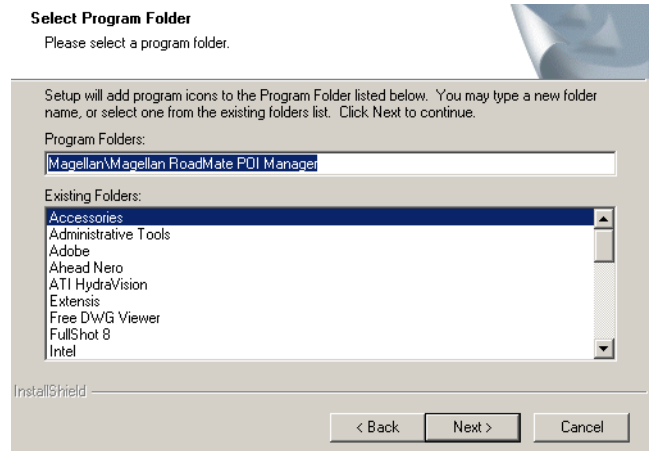 Select Program Folder
Please select a program folder.
Setup will add program icons to the Program Folder listed below.  You may type a new folder
name, or select one from the existing folders list.  Click Next to continue.
Program Folders:
Magellan\Magellan RoadMate POI Manager
Existing Folders:
Accessories
Administrative Tools
Adobe
Ahead Nero
ATI HydraVision
Extensis
Free DWG Viewer
FullShot 8
Intel
InstallShield
< Back Next > Cancel